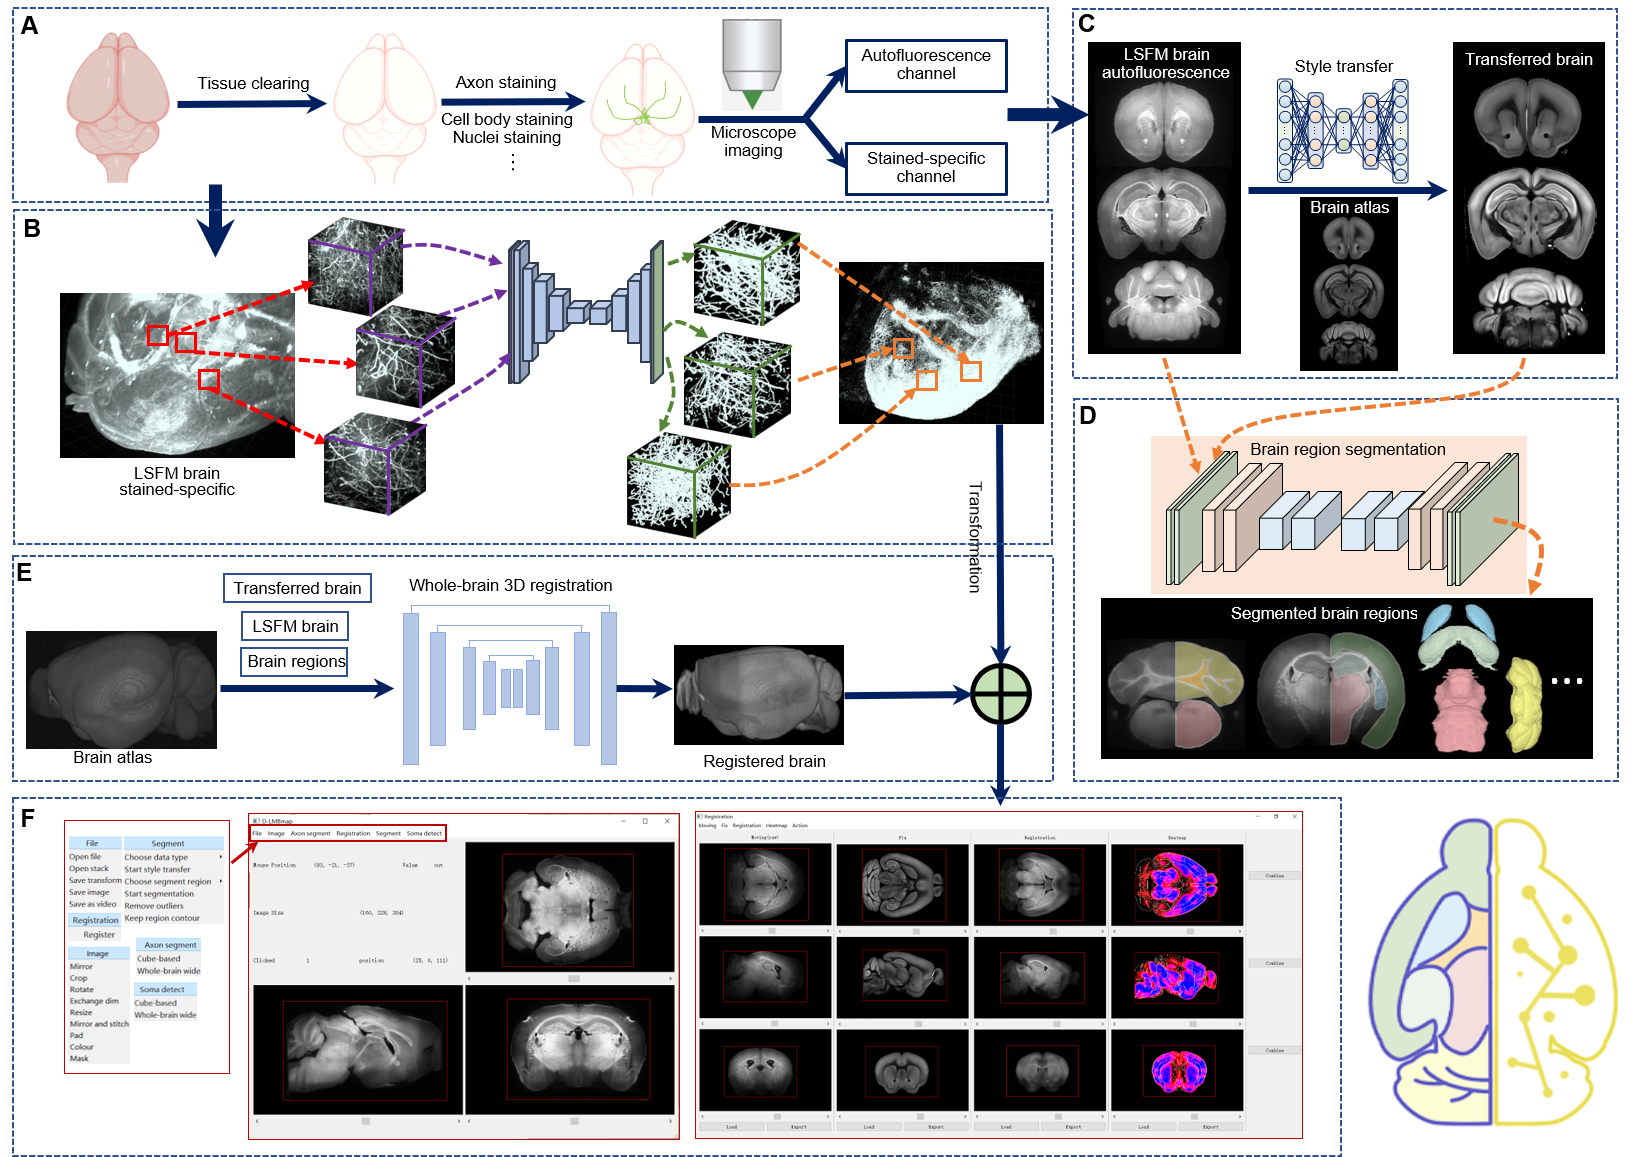 A
Tissue clearing
Axon staining
Cell body staining
Nuclei staining
⋮
Microscope
imaging
Autofluorescence
channel
Stained-specific
channel
B
LSFM brain
stained-specific
Transformation
C
LSFM brain
autofluorescence
Style transfer
Brain atlas
Transferred brain
D
Brain region segmentation
Segmented brain regions
...
E
Transferred brain
LSFM brain
Brain regions
Brain atlas
Whole-brain 3D registration
Registered brain
F
File
Open file
Open stack
Save transform
Save image
Save as video
Registration
Register
Image
Mirror
Crop
Rotate
Exchange dim
Resize
Mirror and stitch
Pad
Colour
Mask
Segment
Choose data type
Start style transfer
Choose segment region
Start segmentation
Remove outliers
Keep region contour
Axon segment
Cube-based
Whole-brain wide
Soma detect
Cube-based
Whole-brain wide
D-LMBmap
File Image Axon segment Registration Segment Soma detect
Mouse Position (83, -21, -37) Value out
Image Size (160, 228, 264)
Clicked 1 position (25, 0, 111)
Registration
Moving Fix Registration Heatmap Action
Moving(raw) Fix Registration Heatmap
Combine
Combine
Combine
Load Export Load Export Load Export Load Export